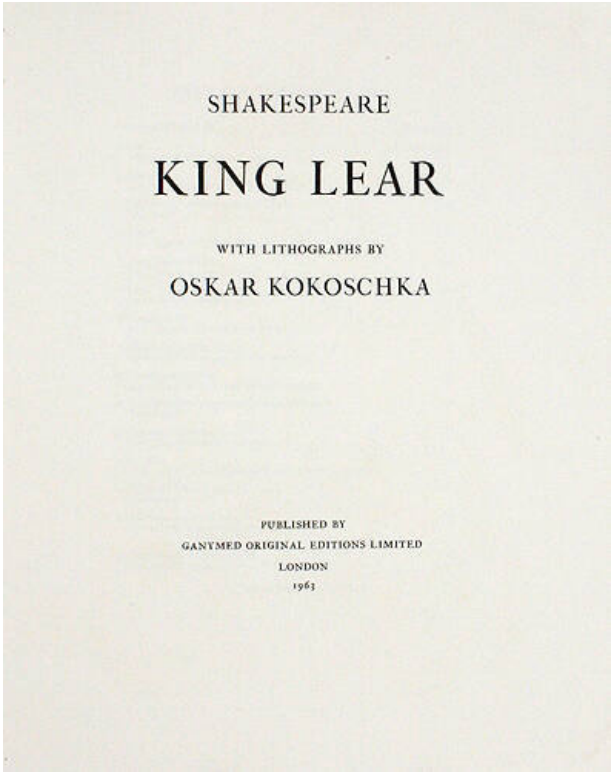 SHAKESPEARE
KING LEAR
WITH LITHOGRAPHS BY
OSKAR KOKOSCHKA
PUBLISHED BY
GANYMED ORIGINAL EDITIONS LIMITED
LONDON
1963